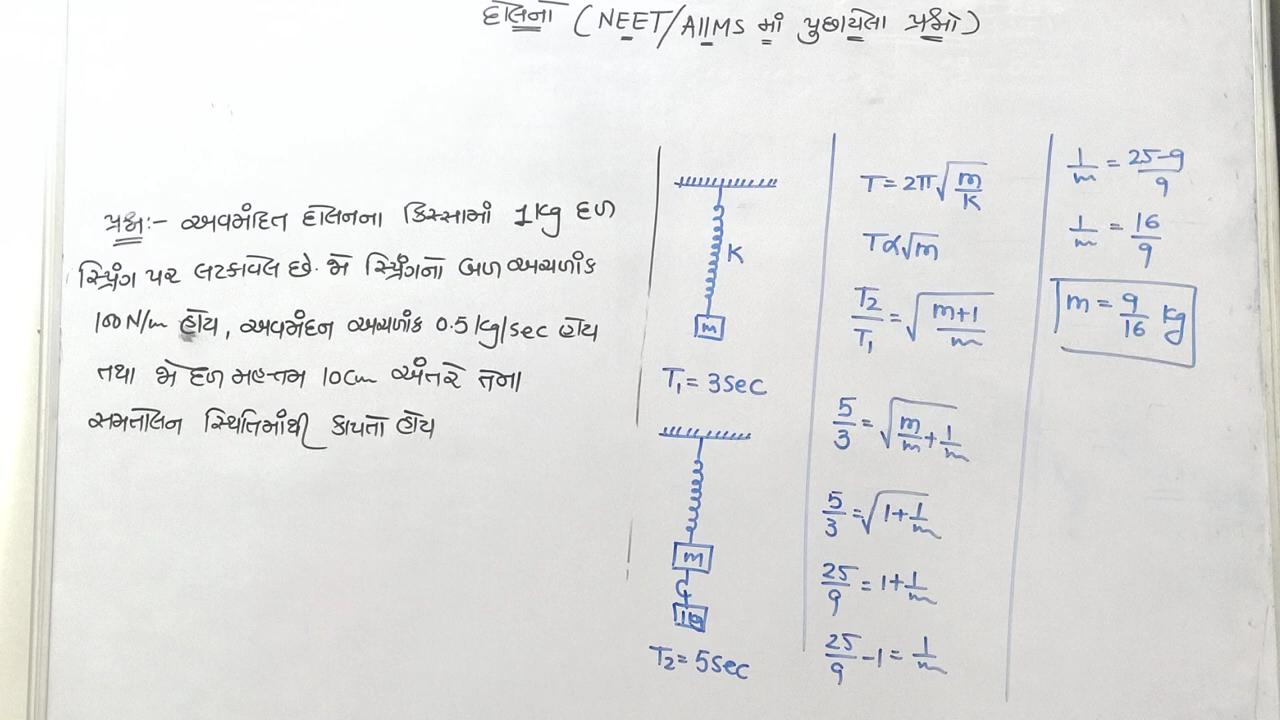 દોલનો (NEET/AIIMS માં પુછાયેલા પ્રશ્નો)
પ્રશ્ન:- અવમંદિત દોલનના કિસ્સામાં 1kg દળ
સ્પ્રિંગ પર લટકાવેલ છે. જો સ્પ્રિંગનો બળ અચળાંક
100 N/m હોય, અવમંદન અચળાંક 0.5 kg/sec હોય
તથા જો દળ મહત્તમ 10cm અંતરે તેના
સમતોલન સ્થિતિમાંથી કાપતો હોય
K
m
T₁ = 3sec
m
T₂ = 5sec
T = 2π√(m/K)
T α √m
T₂/T₁ = √((m+1)/m)
5/3 = √(m/m + 1/m)
5/3 = √(1 + 1/m)
25/9 = 1 + 1/m
25/9 - 1 = 1/m
1/m = (25-9)/9
1/m = 16/9
m = 9/16 kg